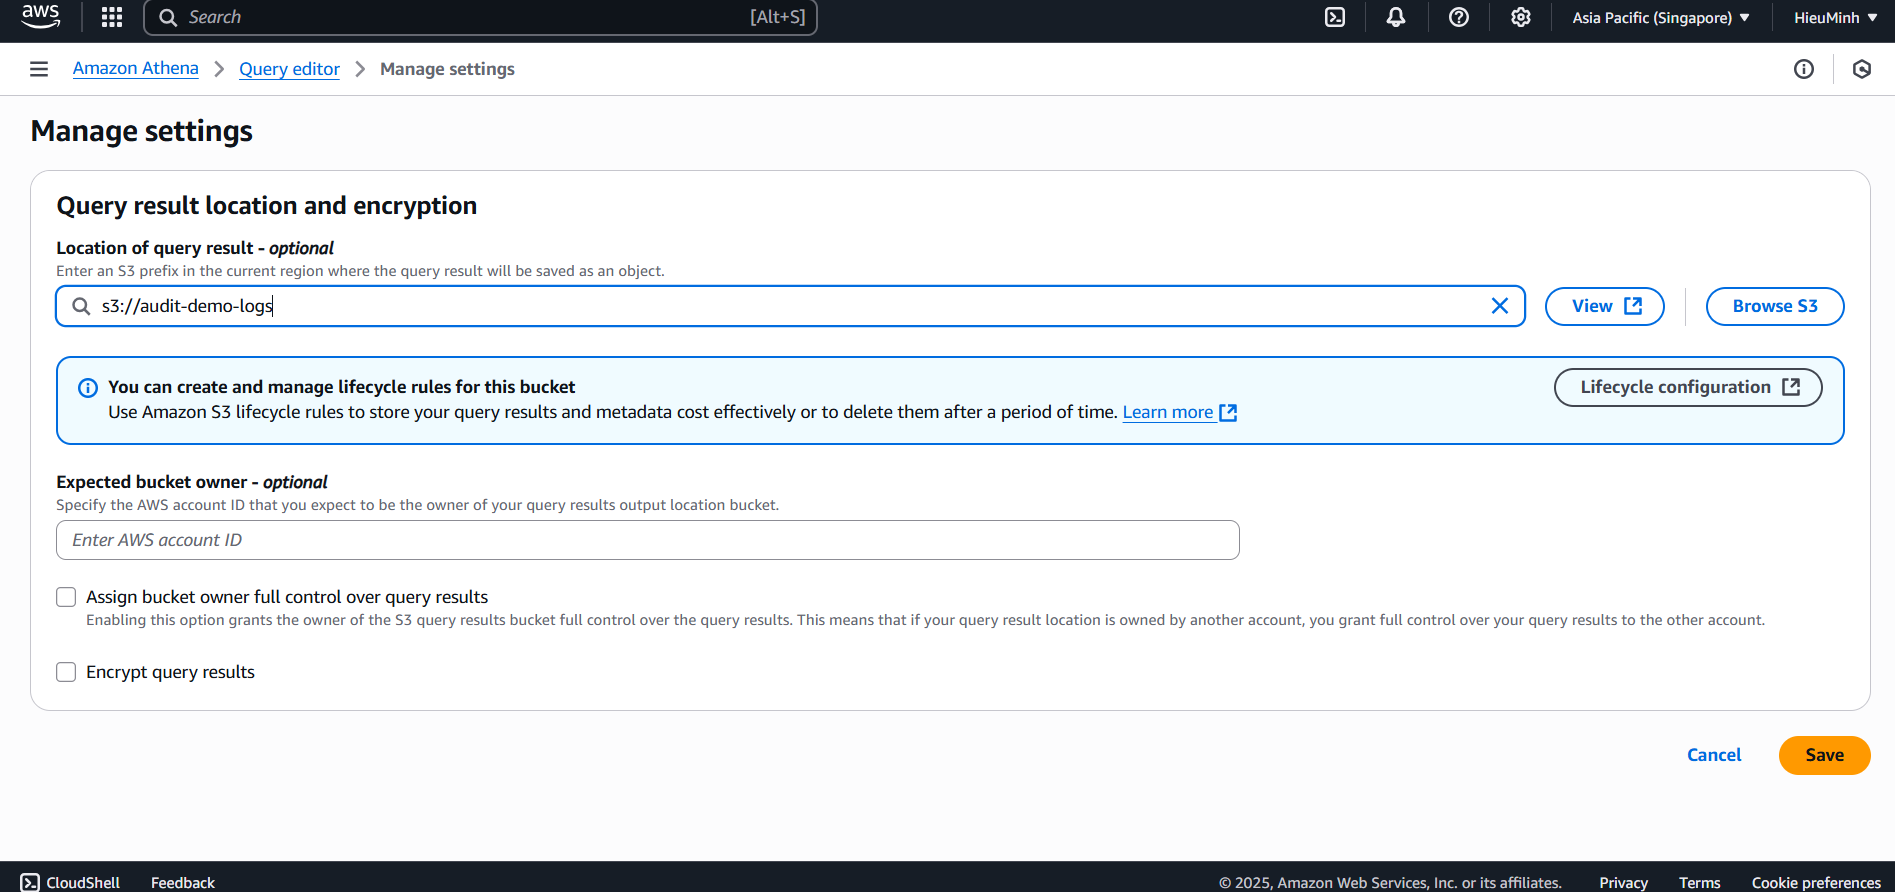 aws
Search [Alt+S]
Asia Pacific (Singapore) HieuMinh
Amazon Athena Query editor Manage settings
Manage settings
Query result location and encryption
Location of query result - optional
Enter an S3 prefix in the current region where the query result will be saved as an object.
s3://audit-demo-logs
View
Browse S3
You can create and manage lifecycle rules for this bucket
Use Amazon S3 lifecycle rules to store your query results and metadata cost effectively or to delete them after a period of time. Learn more
Lifecycle configuration
Expected bucket owner - optional
Specify the AWS account ID that you expect to be the owner of your query results output location bucket.
Enter AWS account ID
Assign bucket owner full control over query results
Enabling this option grants the owner of the S3 query results bucket full control over the query results. This means that if your query result location is owned by another account, you grant full control over your query results to the other account.
Encrypt query results
Cancel Save
CloudShell Feedback © 2025, Amazon Web Services, Inc. or its affiliates. Privacy Terms Cookie preferences